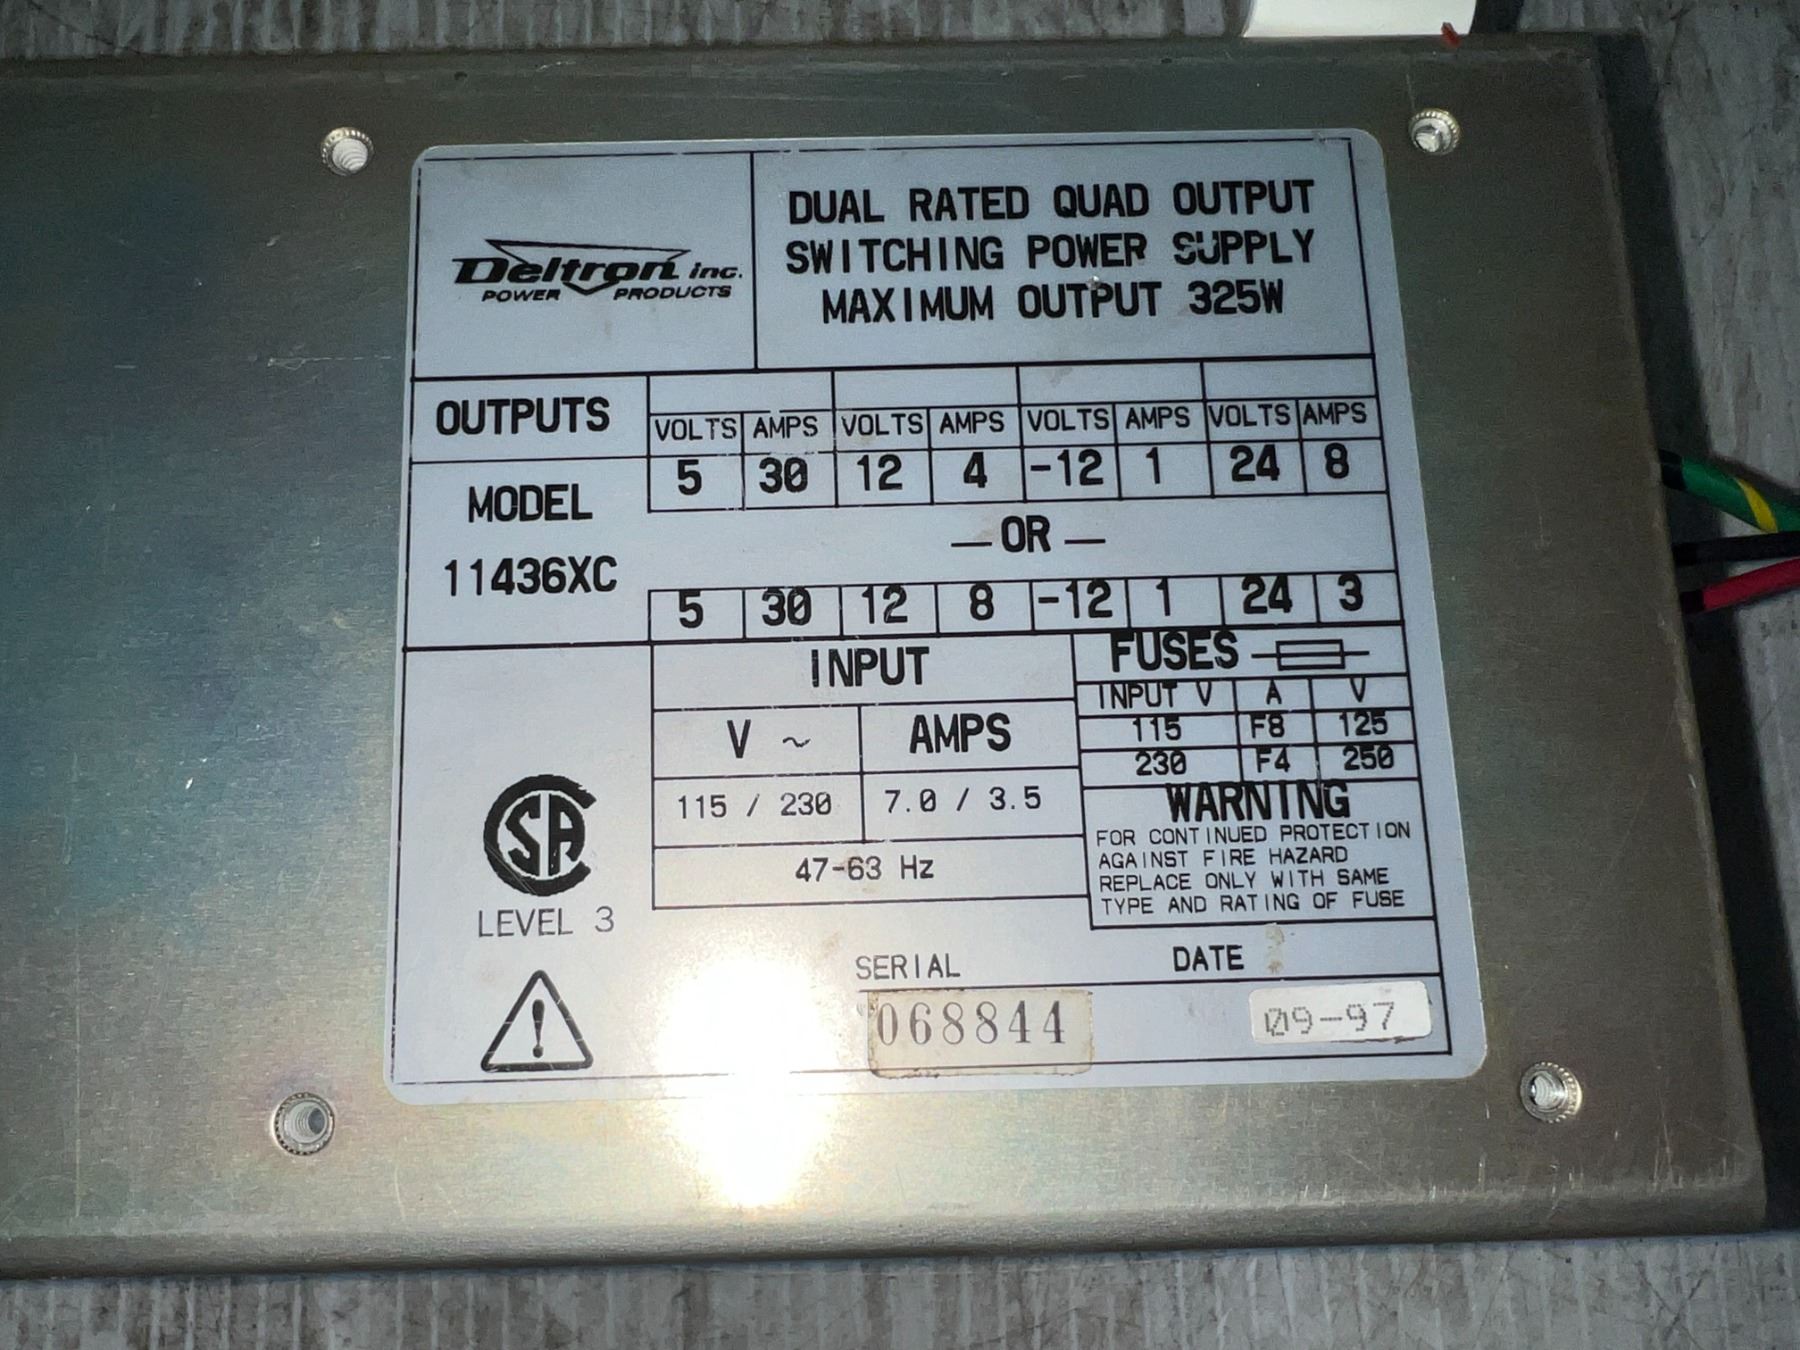 Deltron inc.
POWER PRODUCTS
DUAL RATED QUAD OUTPUT
SWITCHING POWER SUPPLY
MAXIMUM OUTPUT 325W
OUTPUTS
VOLTS AMPS VOLTS AMPS VOLTS AMPS VOLTS AMPS
MODEL
11436XC
5 30 12 4 -12 1 24 8
— OR —
5 30 12 8 -12 1 24 3
INPUT
V ~ AMPS
115 / 230 7.0 / 3.5
47-63 Hz
FUSES
INPUT V A V
115 F8 125
230 F4 250
WARNING
FOR CONTINUED PROTECTION
AGAINST FIRE HAZARD
REPLACE ONLY WITH SAME
TYPE AND RATING OF FUSE
SA
LEVEL 3
!
SERIAL
068844
DATE
09-97